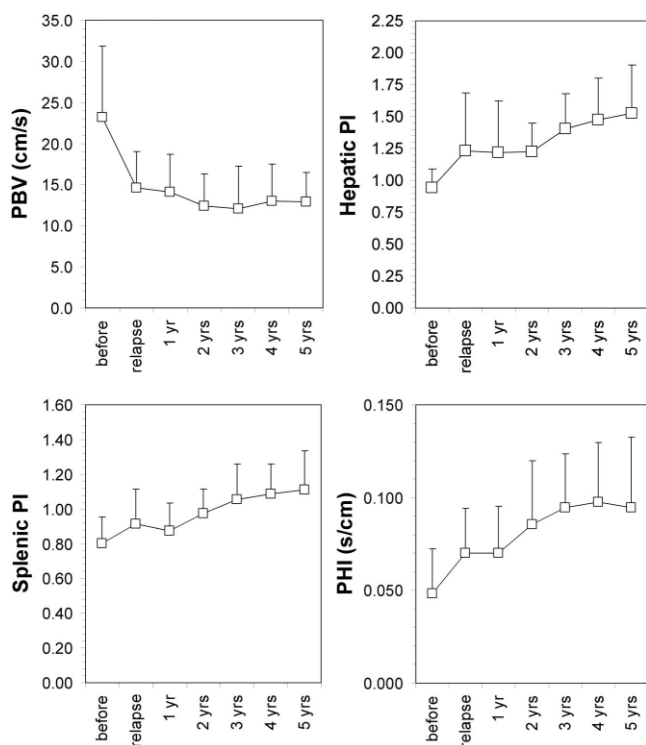 PBV (cm/s)
35.0
30.0
25.0
20.0
15.0
10.0
5.0
0.0
before
relapse
1 yr
2 yrs
3 yrs
4 yrs
5 yrs
Hepatic PI
2.25
2.00
1.75
1.50
1.25
1.00
0.75
0.50
0.25
0.00
before
relapse
1 yr
2 yrs
3 yrs
4 yrs
5 yrs
Splenic PI
1.60
1.40
1.20
1.00
0.80
0.60
0.40
0.20
0.00
before
relapse
1 yr
2 yrs
3 yrs
4 yrs
5 yrs
PHI (s/cm)
0.150
0.100
0.050
0.000
before
relapse
1 yr
2 yrs
3 yrs
4 yrs
5 yrs